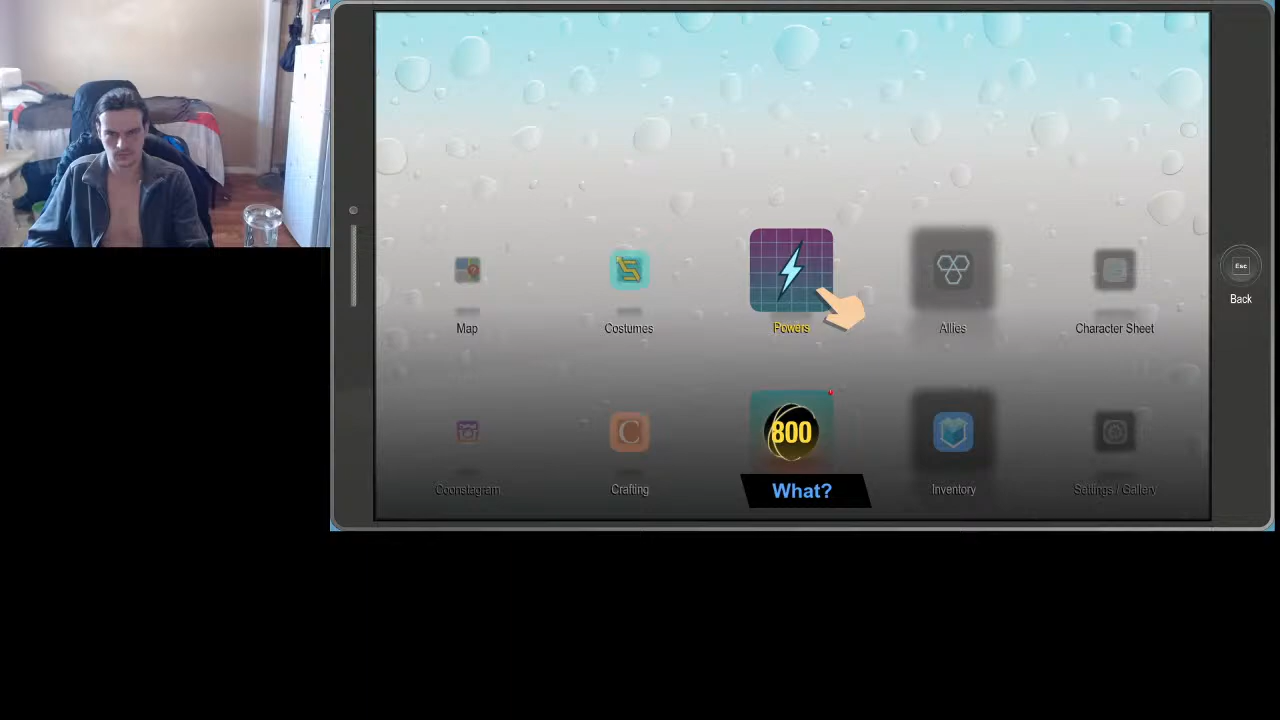 Map
Costumes
Powers
Allies
Character Sheet
Esc
Back
C
800
Coonstagram
Crafting
What?
Inventory
Settings / Gallery